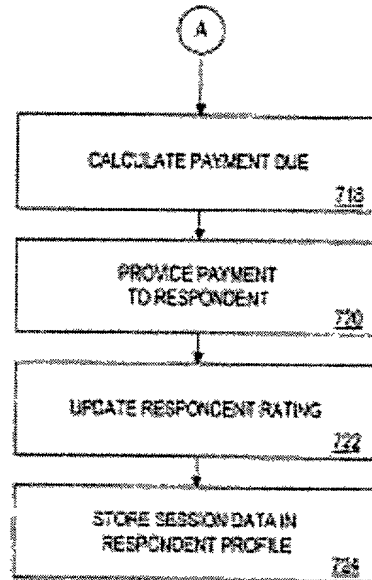 A
CALCULATE PAYMENT DUE
718
PROVIDE PAYMENT
TO RESPONDENT
720
UPDATE RESPONDENT RATING
722
STORE SESSION DATA IN
RESPONDENT PROFILE
724